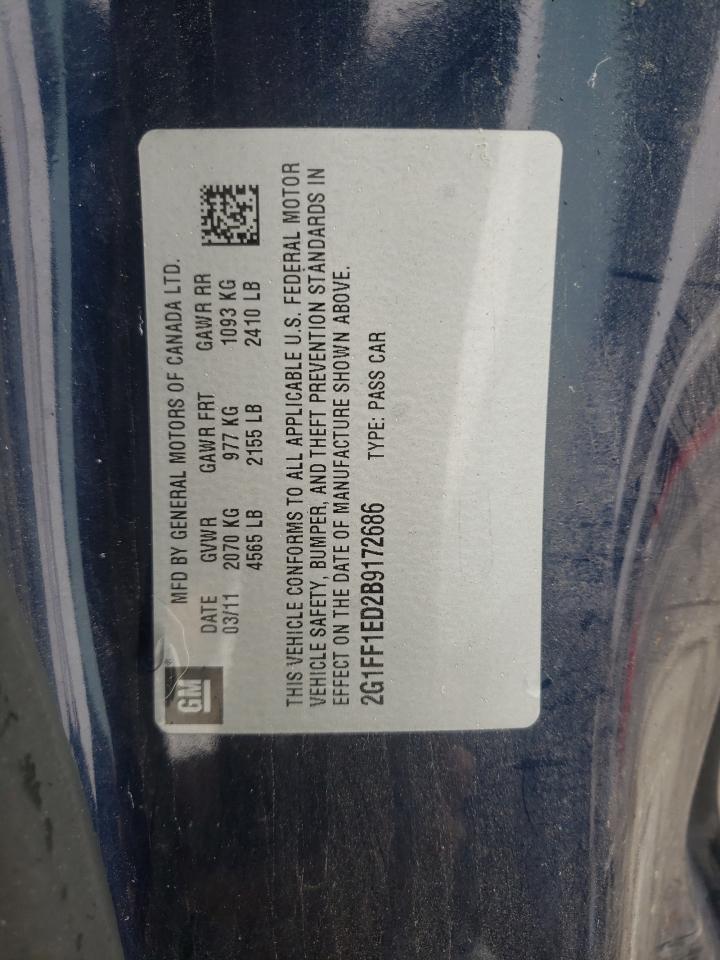 GM
MFD BY GENERAL MOTORS OF CANADA LTD.
DATE GVWR GAWR FRT GAWR RR
03/11 2070 KG 977 KG 1093 KG
4565 LB 2155 LB 2410 LB
THIS VEHICLE CONFORMS TO ALL APPLICABLE U.S. FEDERAL MOTOR
VEHICLE SAFETY, BUMPER, AND THEFT PREVENTION STANDARDS IN
EFFECT ON THE DATE OF MANUFACTURE SHOWN ABOVE.
2G1FF1ED2B9172686 TYPE: PASS CAR